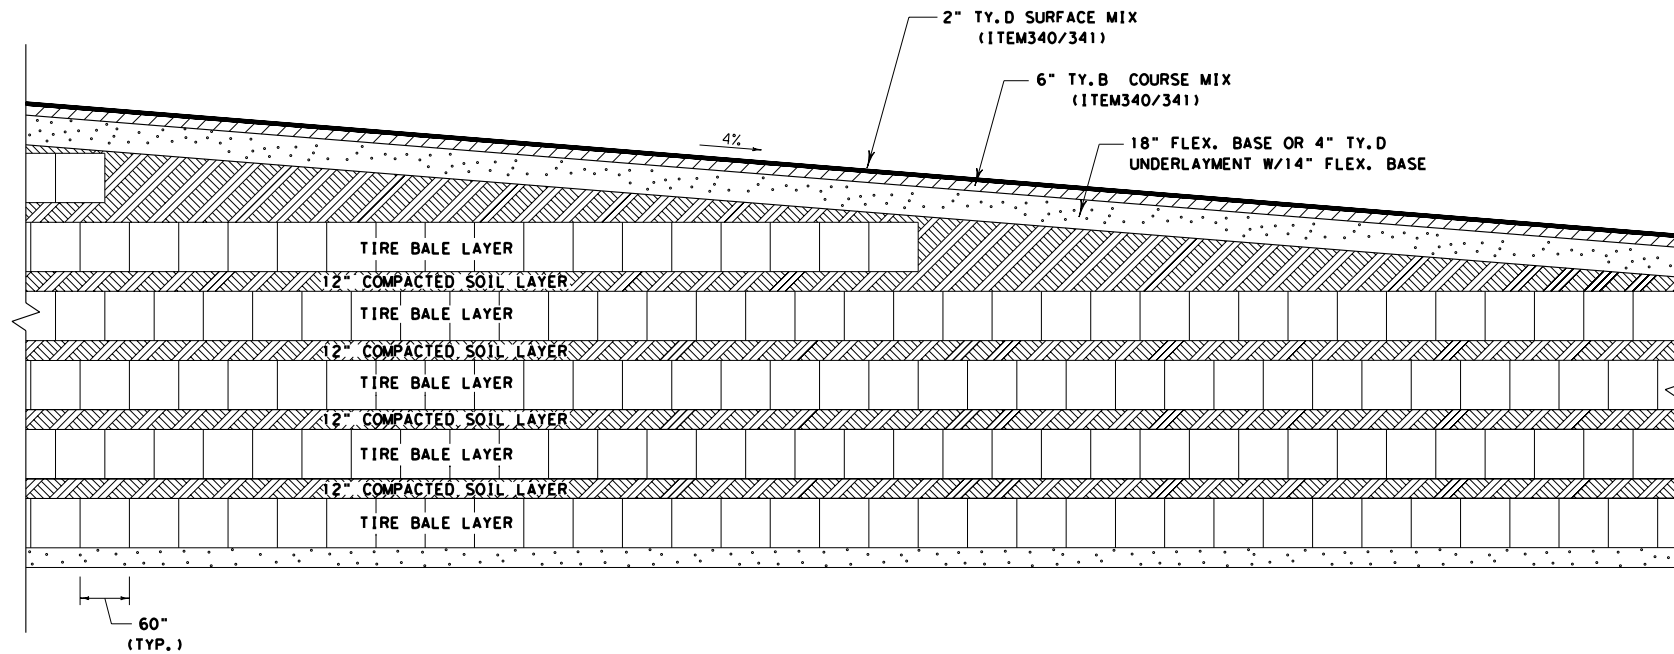 2" TY.D SURFACE MIX
(ITEM340/341)
6" TY.B COURSE MIX
(ITEM340/341)
4%
18" FLEX. BASE OR 4" TY.D
UNDERLAYMENT W/14" FLEX. BASE
TIRE BALE LAYER
12" COMPACTED SOIL LAYER
TIRE BALE LAYER
12" COMPACTED SOIL LAYER
TIRE BALE LAYER
12" COMPACTED SOIL LAYER
TIRE BALE LAYER
12" COMPACTED SOIL LAYER
TIRE BALE LAYER
60"
(TYP.)